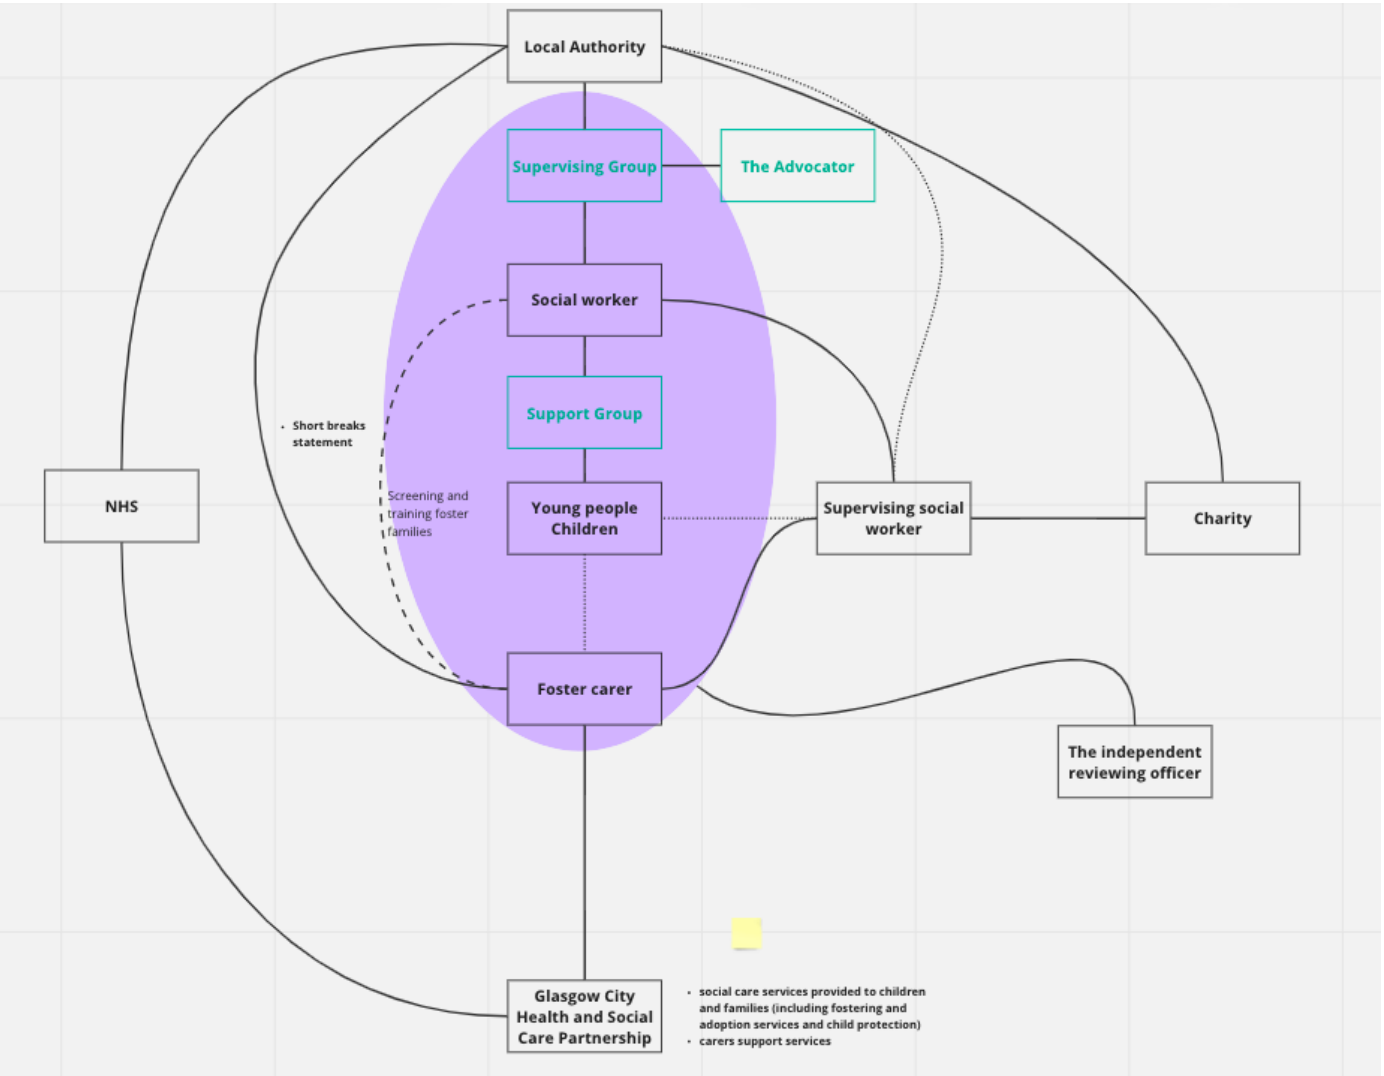 Local Authority
Supervising Group
The Advocator
Social worker
Support Group
• Short breaks
statement
NHS
Screening and
training foster
families
Young people
Children
Supervising social
worker
Charity
Foster carer
The independent
reviewing officer
Glasgow City
Health and Social
Care Partnership
• social care services provided to children
and families (including fostering and
adoption services and child protection)
• carers support services